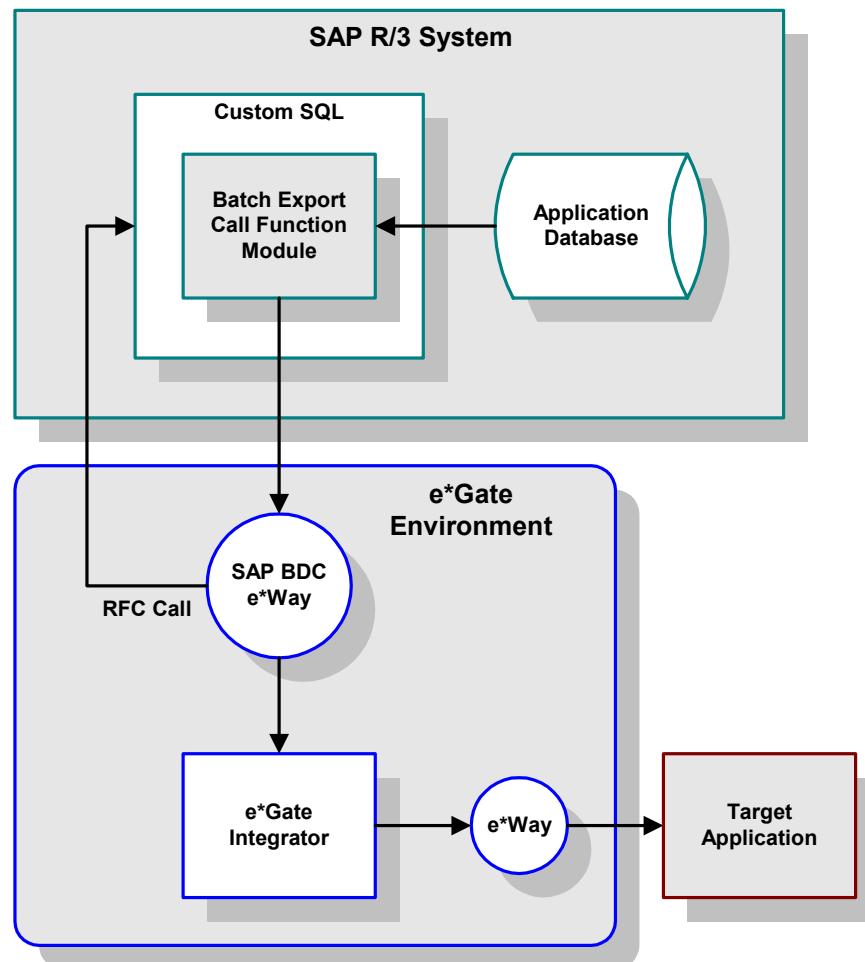 SAP R/3 System
Custom SQL
Batch Export
Call Function
Module
Application
Database
e*Gate
Environment
SAP BDC
e*Way
RFC Call
e*Gate
Integrator
e*Way
Target
Application